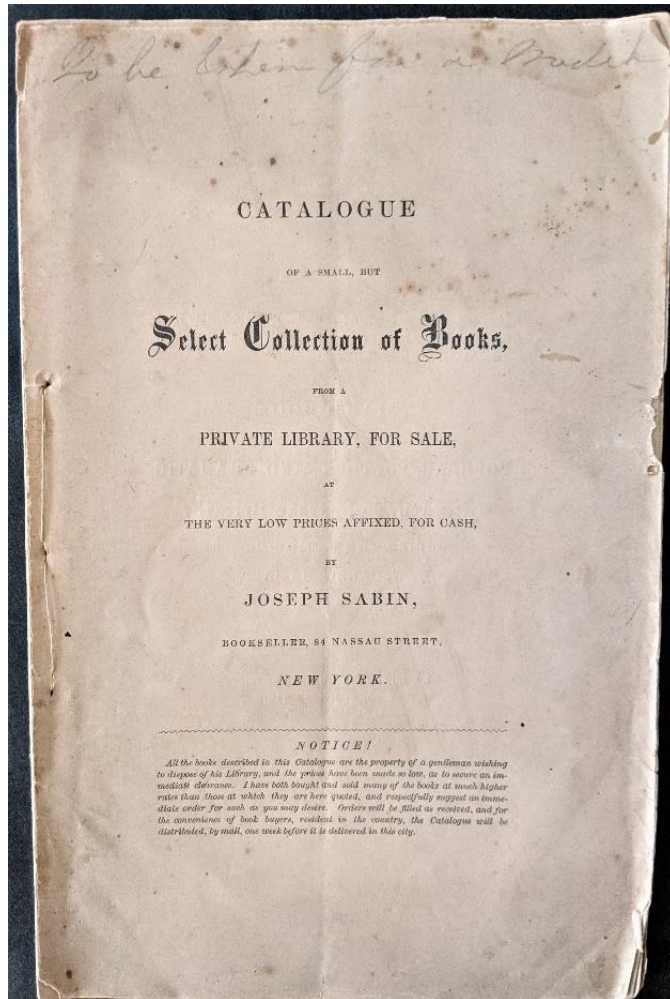 To be
CATALOGUE
OF A SMALL, BUT
Select Collection of Books,
FROM A
PRIVATE LIBRARY, FOR SALE,
AT
THE VERY LOW PRICES AFFIXED, FOR CASH,
BY
JOSEPH SABIN,
BOOKSELLER, 84 NASSAU STREET,
NEW YORK.
NOTICE!
All the books described in this Catalogue are the property of a gentleman wishing
to dispose of his Library, and the prices have been made so low, as to secure an im-
mediate clearance. I have both bought and sold many of the books at much higher
rates than those at which they are here quoted, and respectfully suggest an imme-
diate order for such as you may desire. Orders will be filled as received, and for
the convenience of book buyers, resident in the country, the Catalogue will be
distributed, by mail, one week before it is delivered in this city.